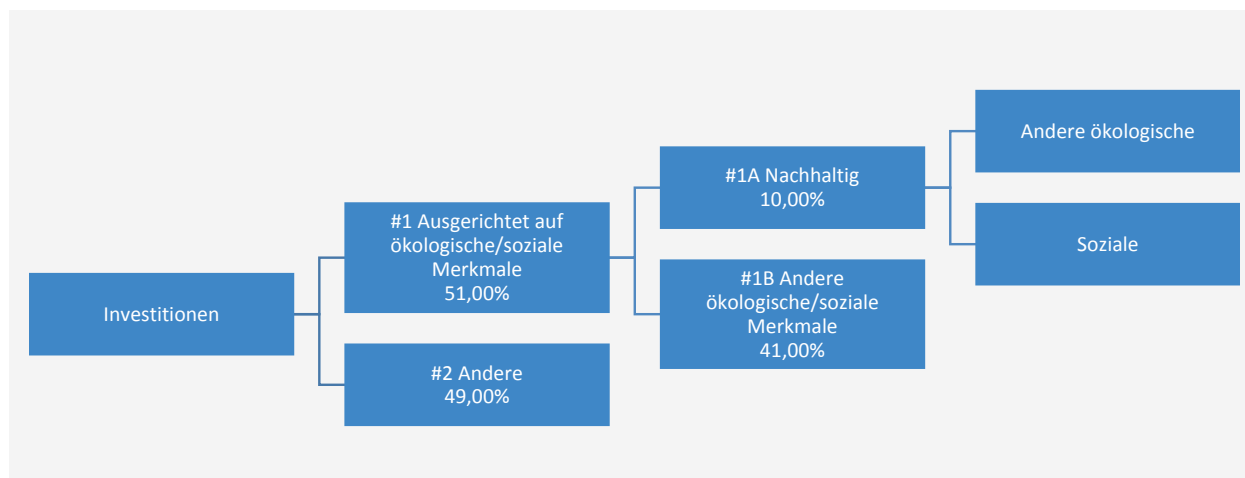 Investitionen
#1 Ausgerichtet auf
ökologische/soziale
Merkmale
51,00%
#2 Andere
49,00%
#1A Nachhaltig
10,00%
#1B Andere
ökologische/soziale
Merkmale
41,00%
Andere ökologische
Soziale